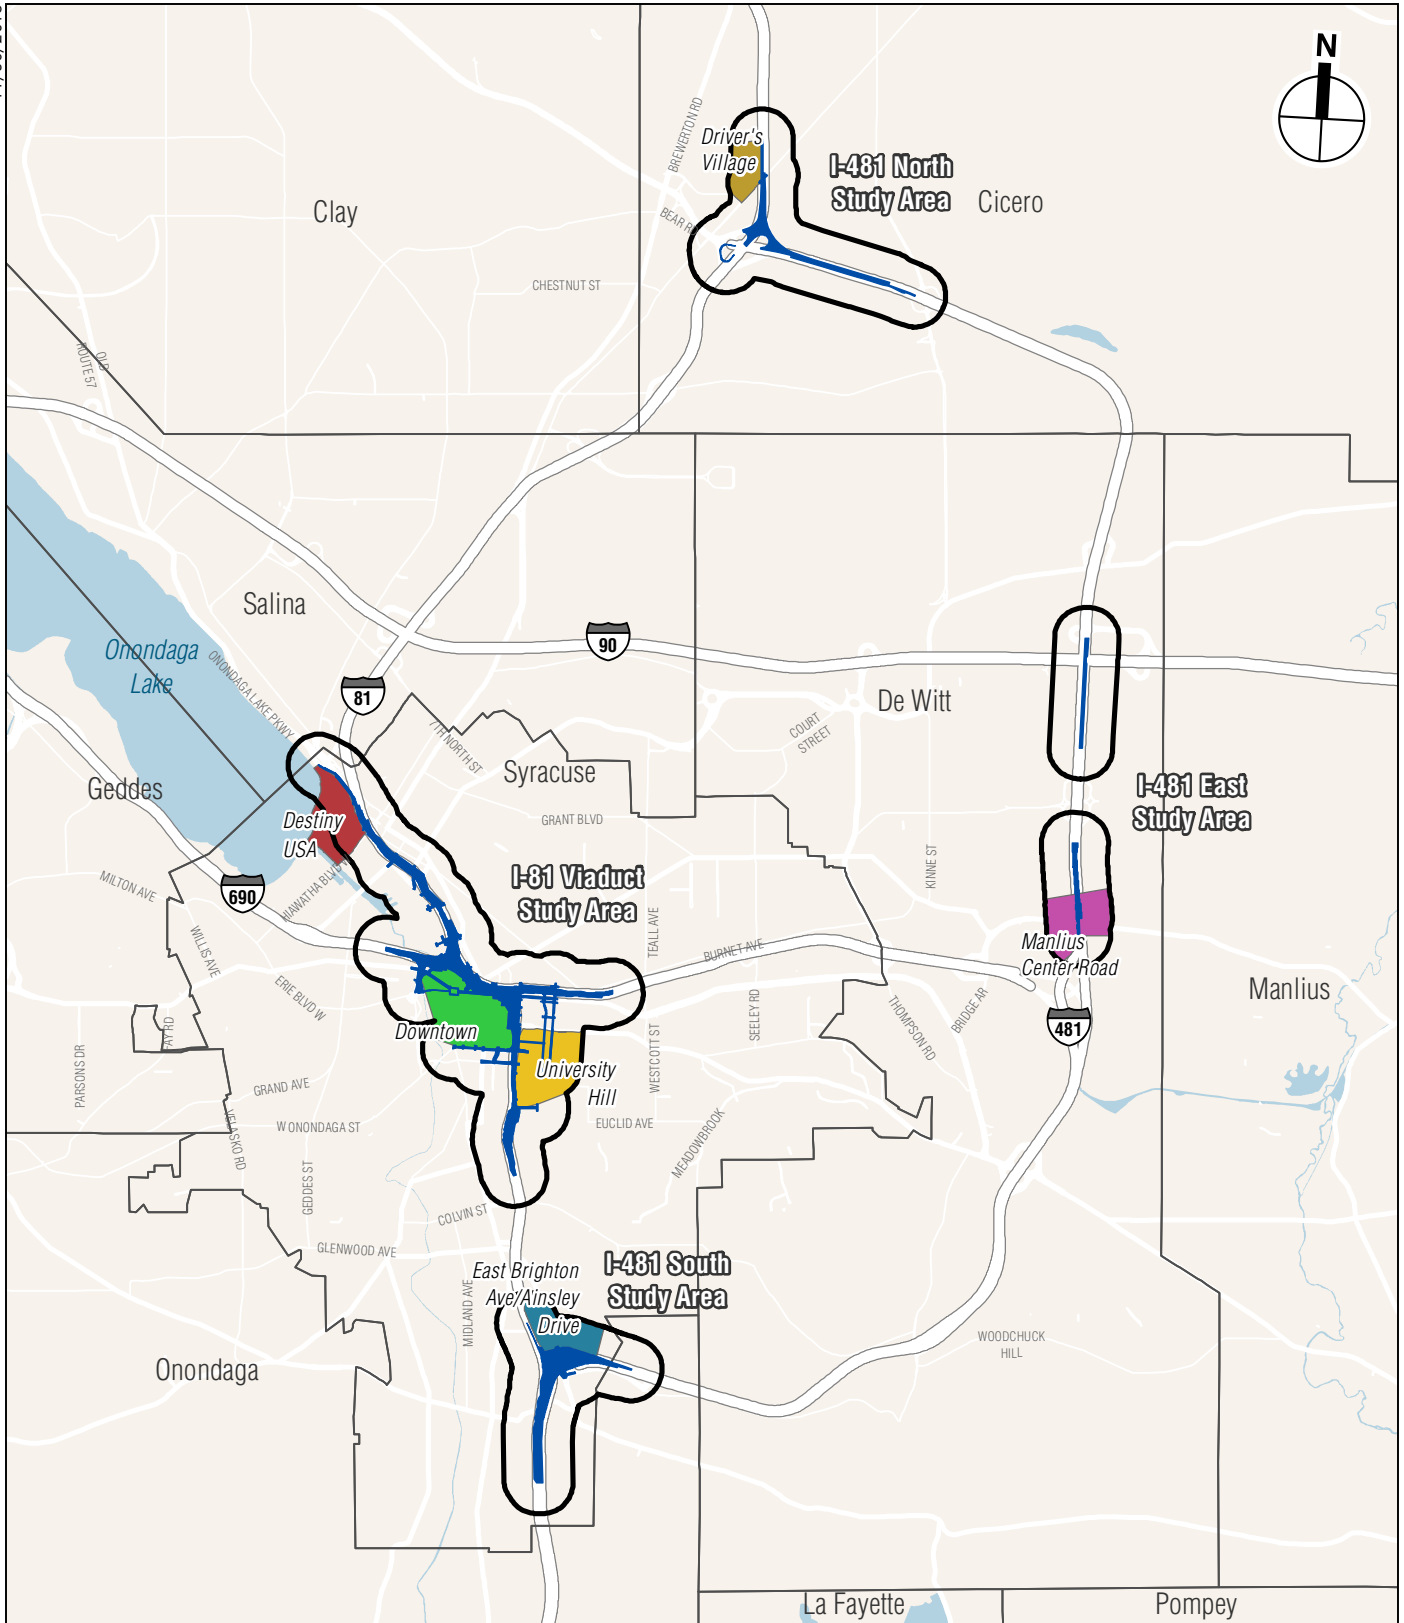 N
BREWERTON RD
Driver's
Village
I-481 North
Study Area
Cicero
Clay
BEAR RD
CHESTNUT ST
OLD
ROUTE 57
Salina
90
Onondaga
Lake
ONONDAGA LAKE PKWY
81
De Witt
COURT
STREET
7TH NORTH ST
Syracuse
Geddes
I-481 East
Study Area
Destiny
USA
GRANT BLVD
KINNE ST
I-81 Viaduct
Study Area
MILTON AVE
690
HIAWATHA BLVD
TEALL AVE
BURNET AVE
WILLIS AVE
Manlius
Center Road
Manlius
ERIE BLVD W
Downtown
SEELEY RD
THOMPSON RD
BRIDGE AR
481
FAY RD
PARSONS DR
WESTCOTT ST
University
Hill
GRAND AVE
EUCLID AVE
VELASKO RD
W ONONDAGA ST
MEADOWBROOK
GEDDES ST
COLVIN ST
GLENWOOD AVE
East Brighton
Ave/Ainsley
Drive
I-481 South
Study Area
MIDLAND AVE
WOODCHUCK
HILL
Onondaga
La Fayette
Pompey